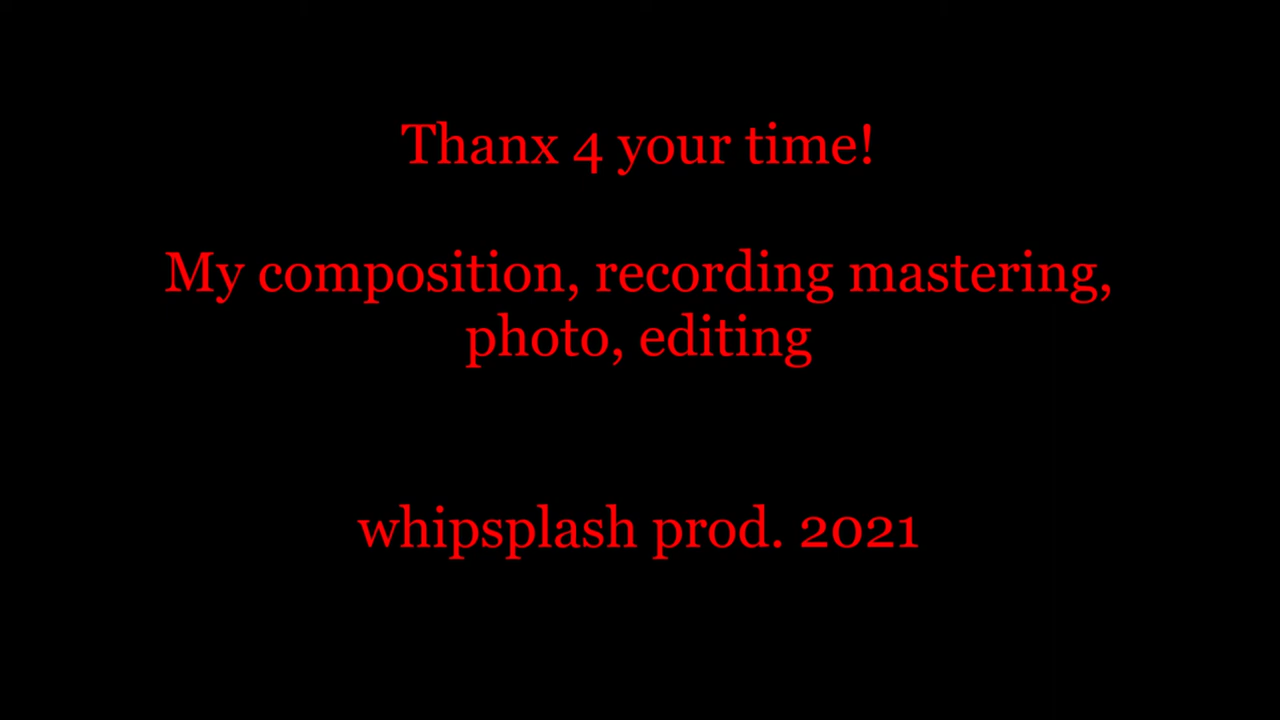 Thanx 4 your time!
My composition, recording mastering,
photo, editing
whipsplash prod. 2021